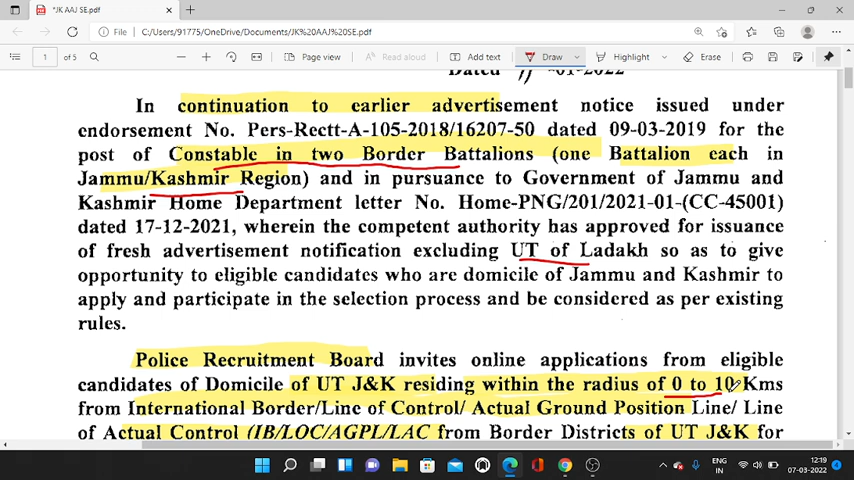 *JK AAJ SE.pdf
File
C:/Users/91775/OneDrive/Documents/JK%20AAJ%20SE.pdf
1 of 5
Page view
Read aloud
Add text
Draw
Highlight
Erase
Dated -01-2022
In continuation to earlier advertisement notice issued under
endorsement No. Pers-Rectt-A-105-2018/16207-50 dated 09-03-2019 for the
post of Constable in two Border Battalions (one Battalion each in
Jammu/Kashmir Region) and in pursuance to Government of Jammu and
Kashmir Home Department letter No. Home-PNG/201/2021-01-(CC-45001)
dated 17-12-2021, wherein the competent authority has approved for issuance
of fresh advertisement notification excluding UT of Ladakh so as to give
opportunity to eligible candidates who are domicile of Jammu and Kashmir to
apply and participate in the selection process and be considered as per existing
rules.
Police Recruitment Board invites online applications from eligible
candidates of Domicile of UT J&K residing within the radius of 0 to 10 Kms
from International Border/Line of Control/ Actual Ground Position Line/ Line
of Actual Control (IB/LOC/AGPL/LAC from Border Districts of UT J&K for
ENG
IN
12:19
07-03-2022